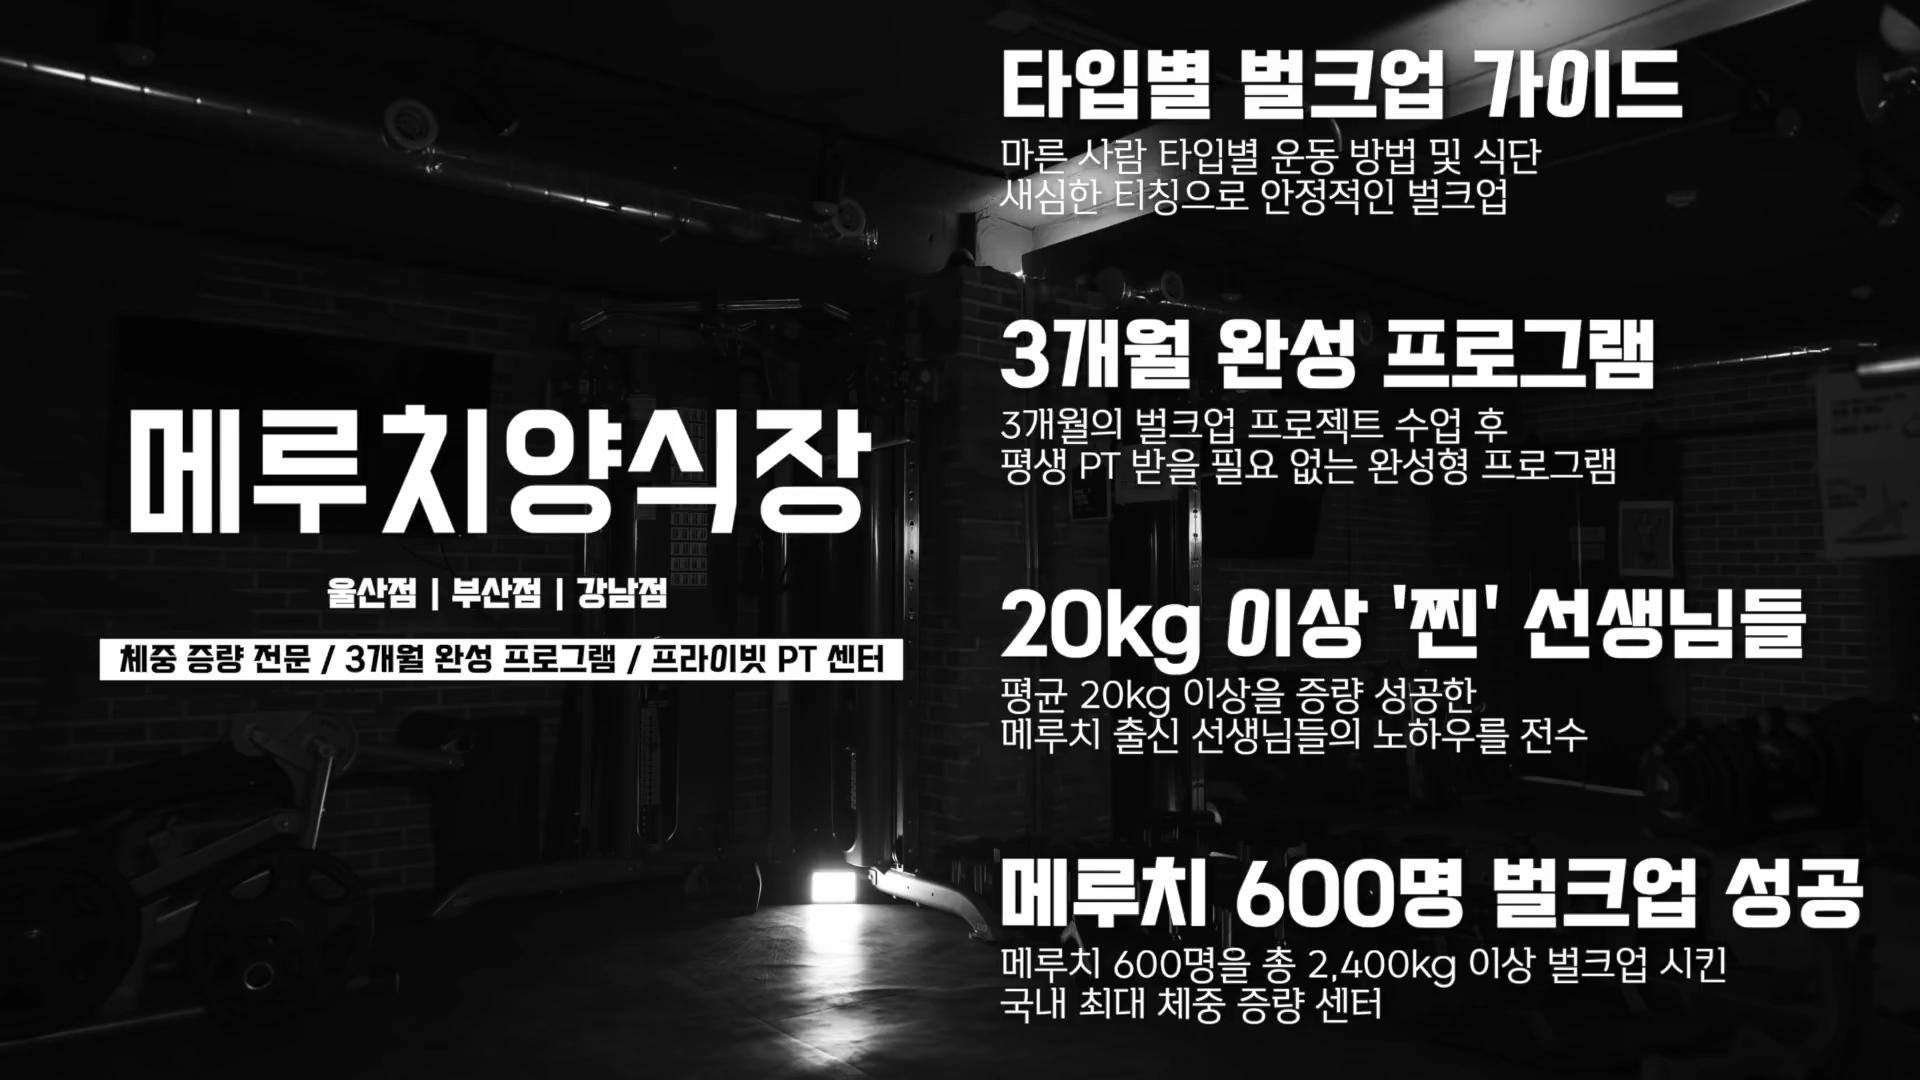 메루치양식장
울산점 | 부산점 | 강남점
체중 증량 전문 / 3개월 완성 프로그램 / 프라이빗 PT 센터
타입별 벌크업 가이드
마른 사람 타입별 운동 방법 및 식단
새심한 티칭으로 안정적인 벌크업
3개월 완성 프로그램
3개월의 벌크업 프로젝트 수업 후
평생 PT 받을 필요 없는 완성형 프로그램
20kg 이상 '찐' 선생님들
평균 20kg 이상을 증량 성공한
메루치 출신 선생님들의 노하우를 전수
메루치 600명 벌크업 성공
메루치 600명을 총 2,400kg 이상 벌크업 시킨
국내 최대 체중 증량 센터